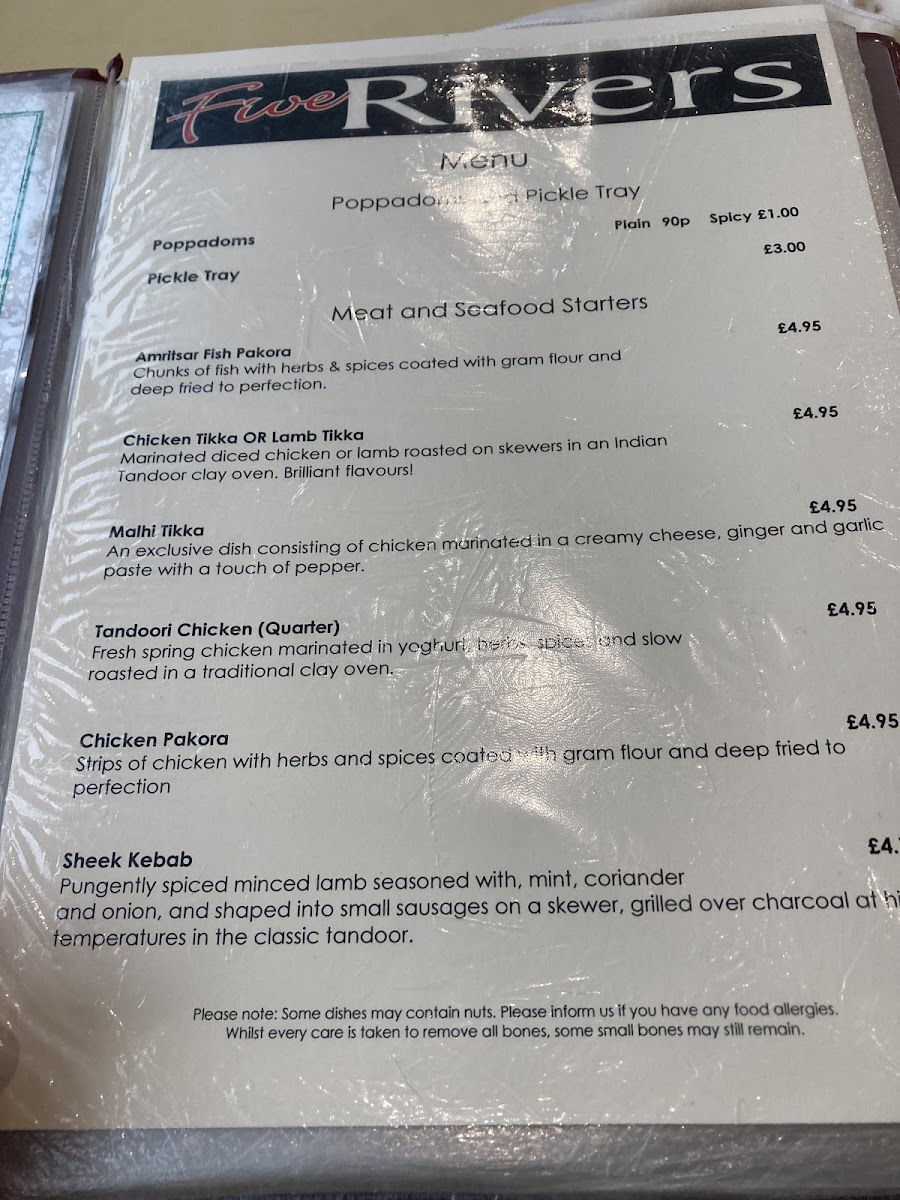 Five Rivers
Menu
Poppadoms and Pickle Tray
Poppadoms Plain 90p Spicy £1.00
Pickle Tray £3.00
Meat and Seafood Starters
Amritsar Fish Pakora £4.95
Chunks of fish with herbs & spices coated with gram flour and
deep fried to perfection.
Chicken Tikka OR Lamb Tikka £4.95
Marinated diced chicken or lamb roasted on skewers in an Indian
Tandoor clay oven. Brilliant flavours!
Malhi Tikka £4.95
An exclusive dish consisting of chicken marinated in a creamy cheese, ginger and garlic
paste with a touch of pepper.
Tandoori Chicken (Quarter) £4.95
Fresh spring chicken marinated in yoghurt, herbs, spices and slow
roasted in a traditional clay oven.
Chicken Pakora £4.95
Strips of chicken with herbs and spices coated with gram flour and deep fried to
perfection
Sheek Kebab £4.
Pungently spiced minced lamb seasoned with, mint, coriander
and onion, and shaped into small sausages on a skewer, grilled over charcoal at
temperatures in the classic tandoor.
Please note: Some dishes may contain nuts. Please inform us if you have any food allergies.
Whilst every care is taken to remove all bones, some small bones may still remain.